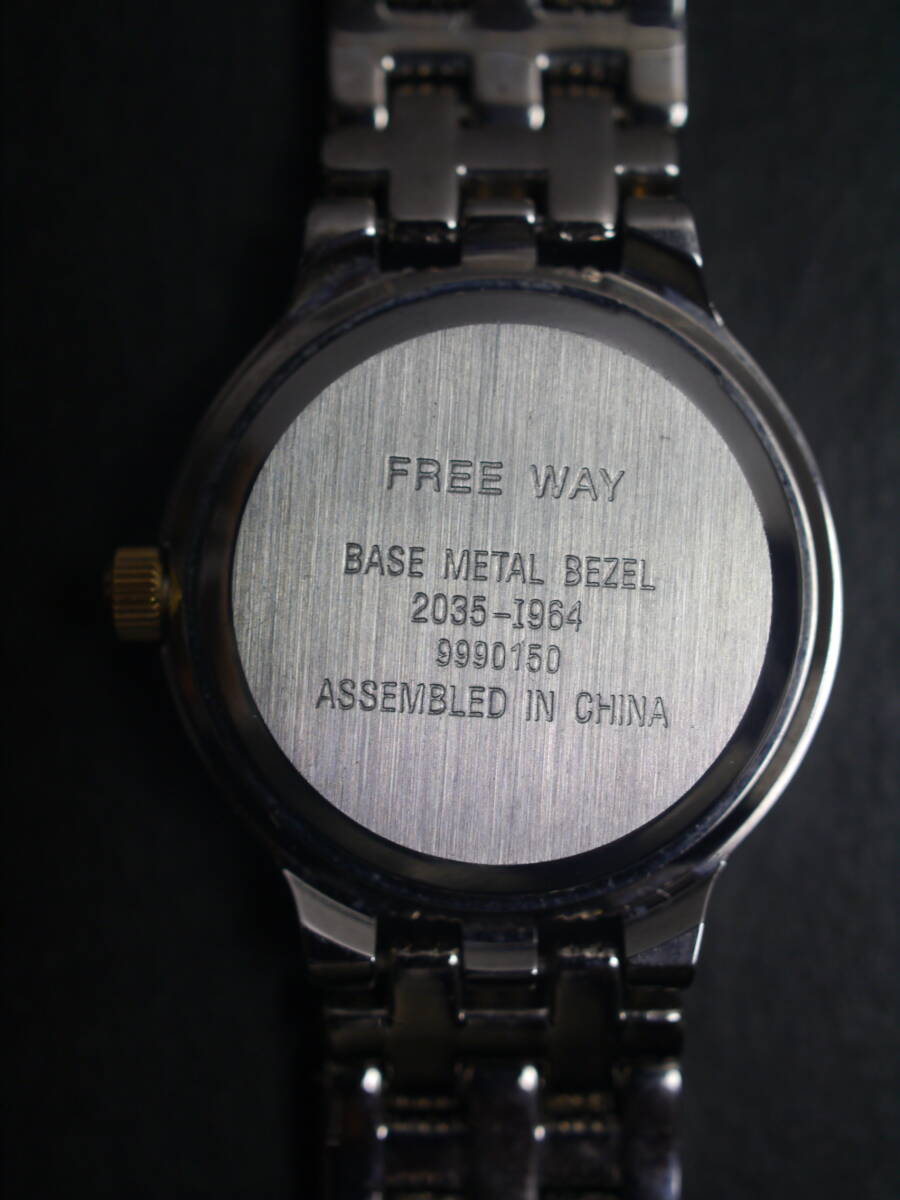 FREE WAY
BASE METAL BEZEL
2035-I964
9990150
ASSEMBLED IN CHINA